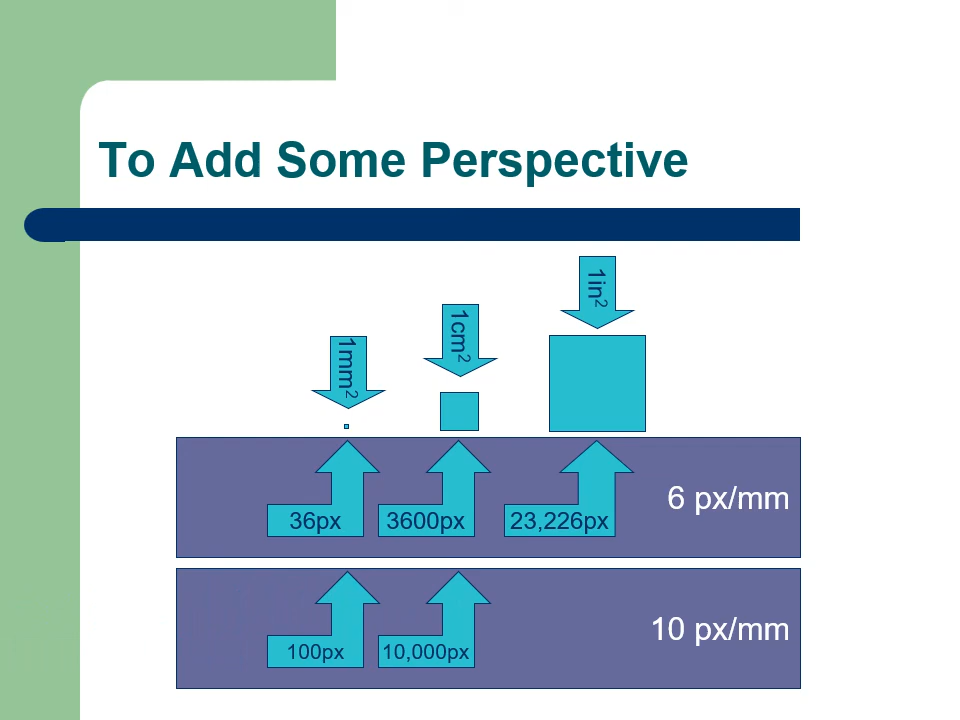 To Add Some Perspective
1in²
1cm²
1mm²
6 px/mm
36px
3600px
23,226px
10 px/mm
100px
10,000px